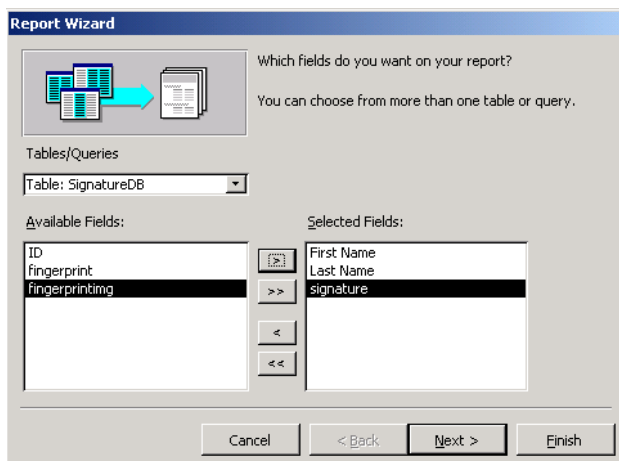 Report Wizard
Which fields do you want on your report?
You can choose from more than one table or query.
Tables/Queries
Table: SignatureDB
Available Fields:
ID
fingerprint
fingerprintimg
>
>>
<
<<
Selected Fields:
First Name
Last Name
signature
Cancel
< Back
Next >
Finish